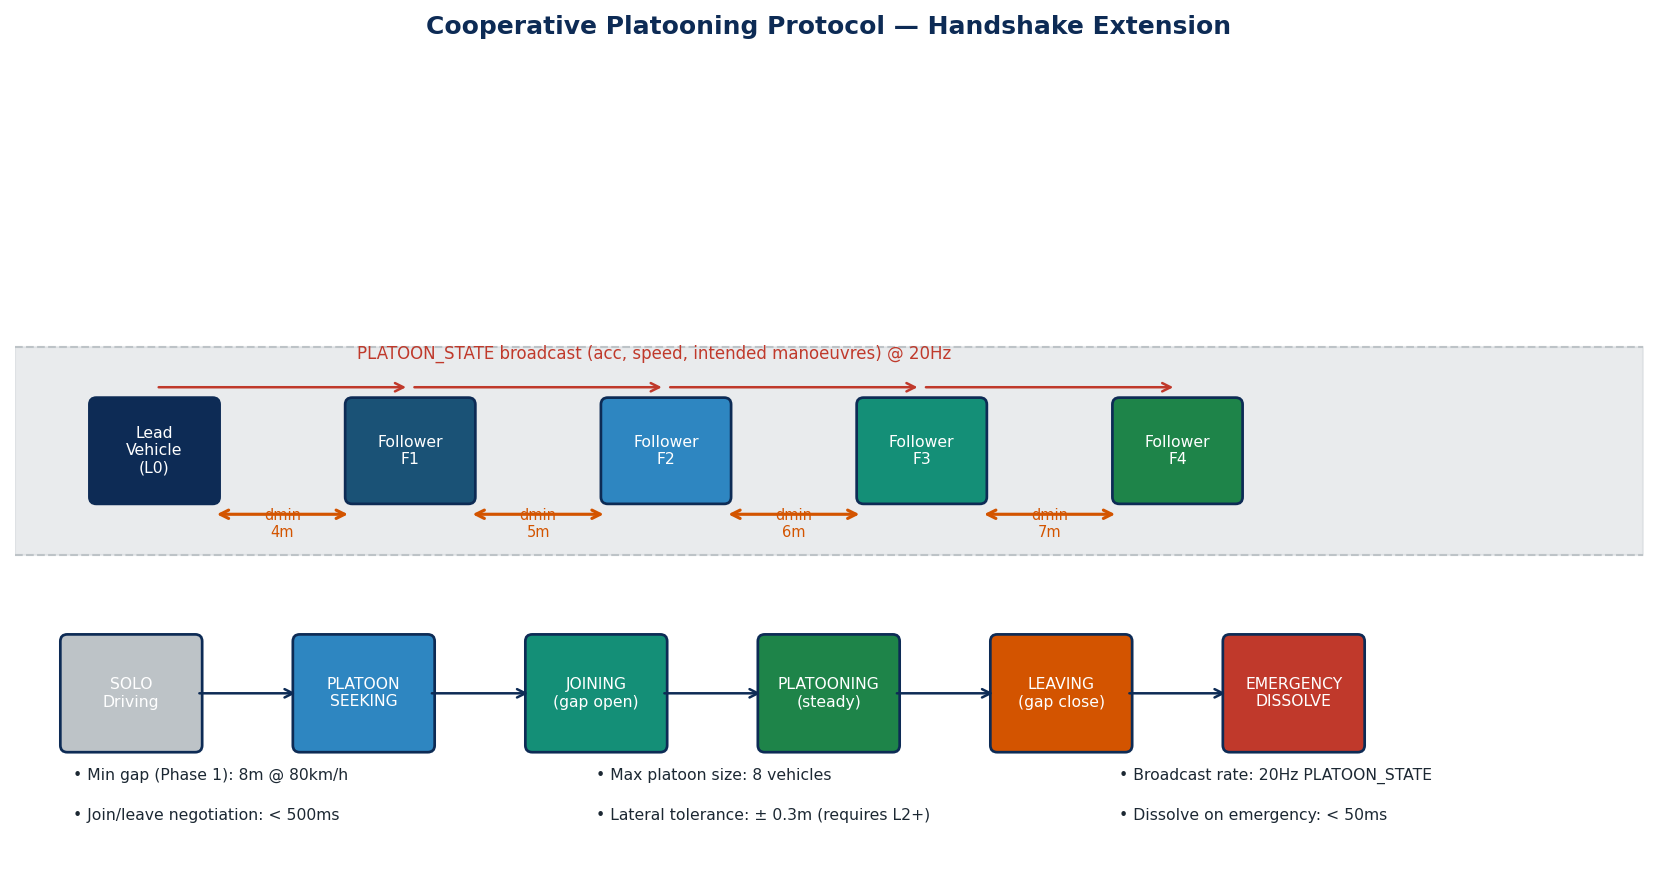 Cooperative Platooning Protocol — Handshake Extension
PLATOON_STATE broadcast (acc, speed, intended manoeuvres) @ 20Hz
Lead
Vehicle
(L0)
Follower
F1
Follower
F2
Follower
F3
Follower
F4
dmin
4m
dmin
5m
dmin
6m
dmin
7m
SOLO
Driving
PLATOON
SEEKING
JOINING
(gap open)
PLATOONING
(steady)
LEAVING
(gap close)
EMERGENCY
DISSOLVE
• Min gap (Phase 1): 8m @ 80km/h
• Max platoon size: 8 vehicles
• Broadcast rate: 20Hz PLATOON_STATE
• Join/leave negotiation: < 500ms
• Lateral tolerance: ± 0.3m (requires L2+)
• Dissolve on emergency: < 50ms